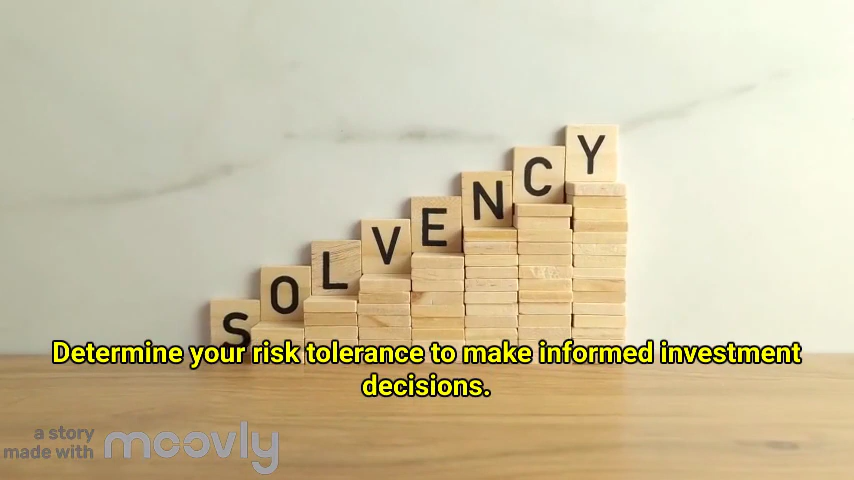 SOLVENCY
Determine your risk tolerance to make informed investment
decisions.
a story
made with moovly